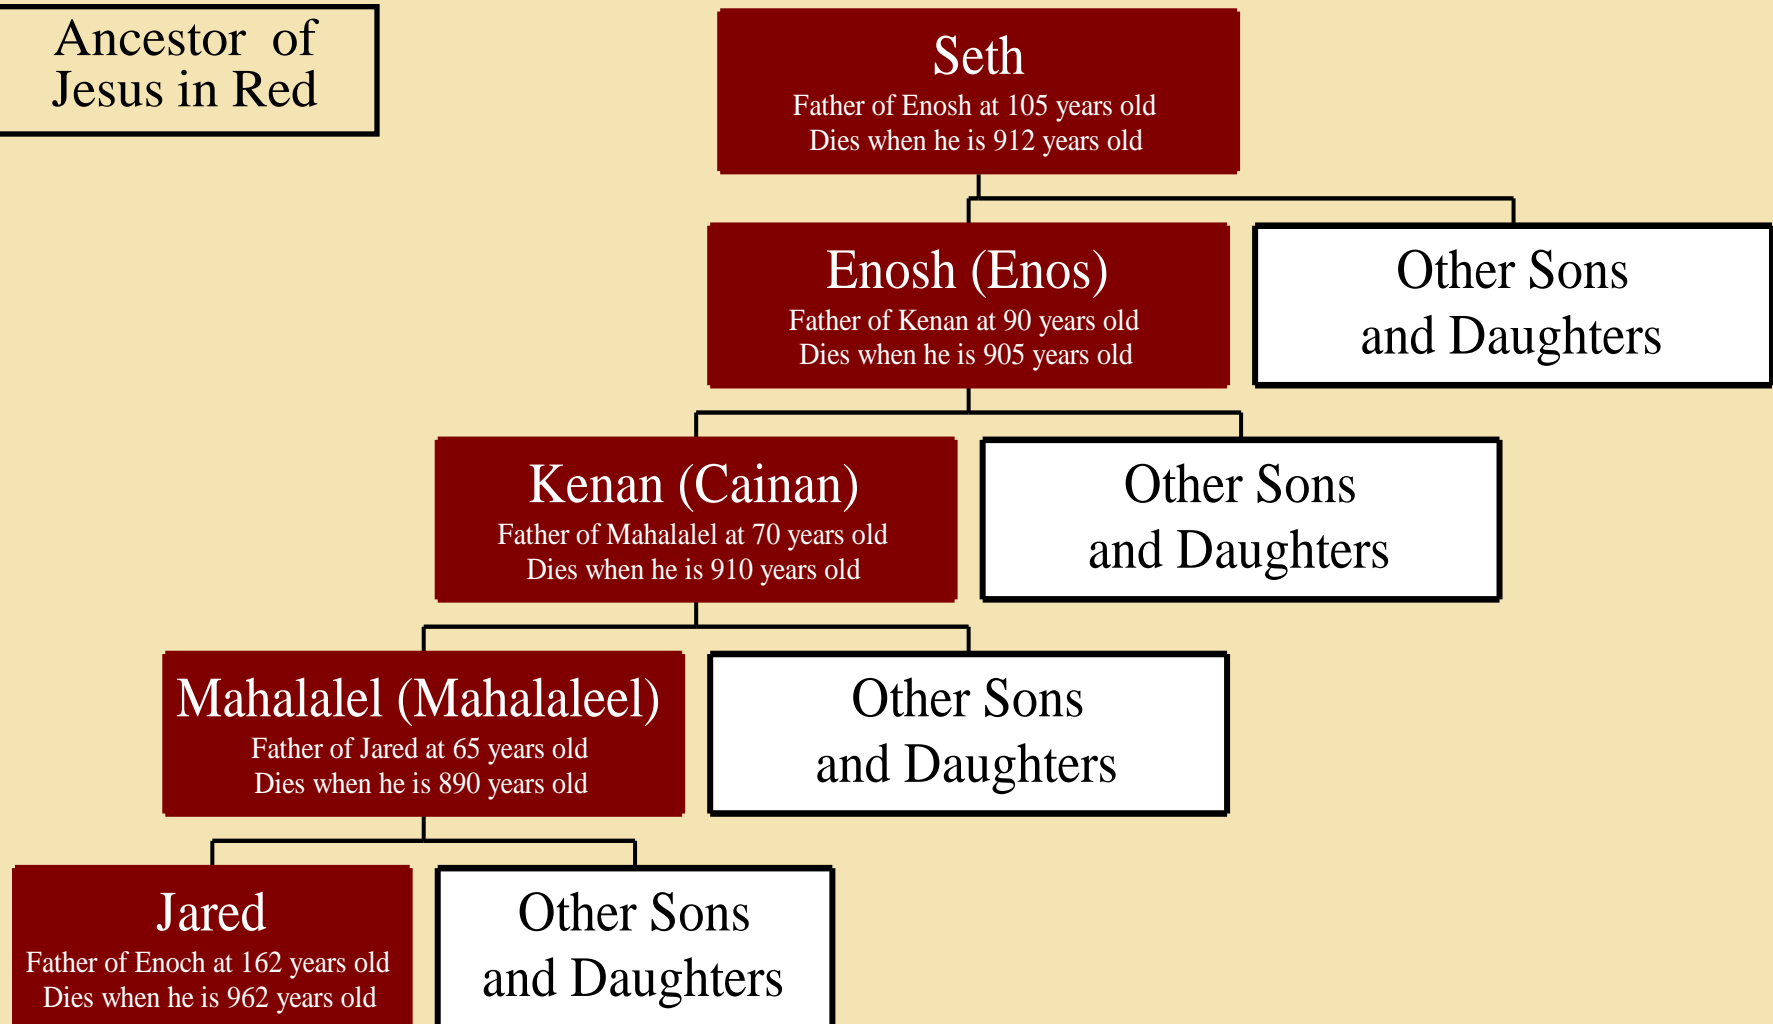 Ancestor of
Jesus in Red
Seth
Father of Enosh at 105 years old
Dies when he is 912 years old
Enosh (Enos)
Father of Kenan at 90 years old
Dies when he is 905 years old
Other Sons
and Daughters
Kenan (Cainan)
Father of Mahalalel at 70 years old
Dies when he is 910 years old
Other Sons
and Daughters
Mahalalel (Mahalaleel)
Father of Jared at 65 years old
Dies when he is 890 years old
Other Sons
and Daughters
Jared
Father of Enoch at 162 years old
Dies when he is 962 years old
Other Sons
and Daughters